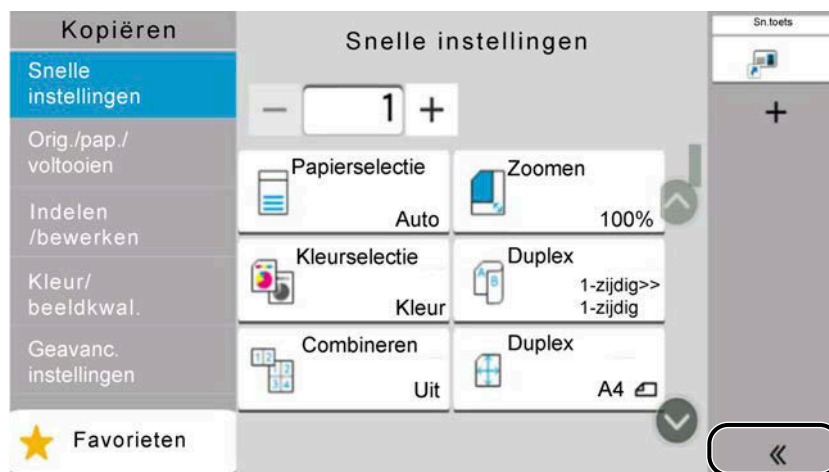 Kopiëren
Snelle
instellingen
Orig./pap./
voltooien
Indelen
/bewerken
Kleur/
beeldkwal.
Geavanc.
instellingen
Favorieten
Snelle instellingen
− 1 +
Papierselectie
Auto
Zoomen
100%
Kleurselectie
Kleur
Duplex
1-zijdig>>
1-zijdig
Combineren
Uit
Duplex
A4
Sn.toets
+
«